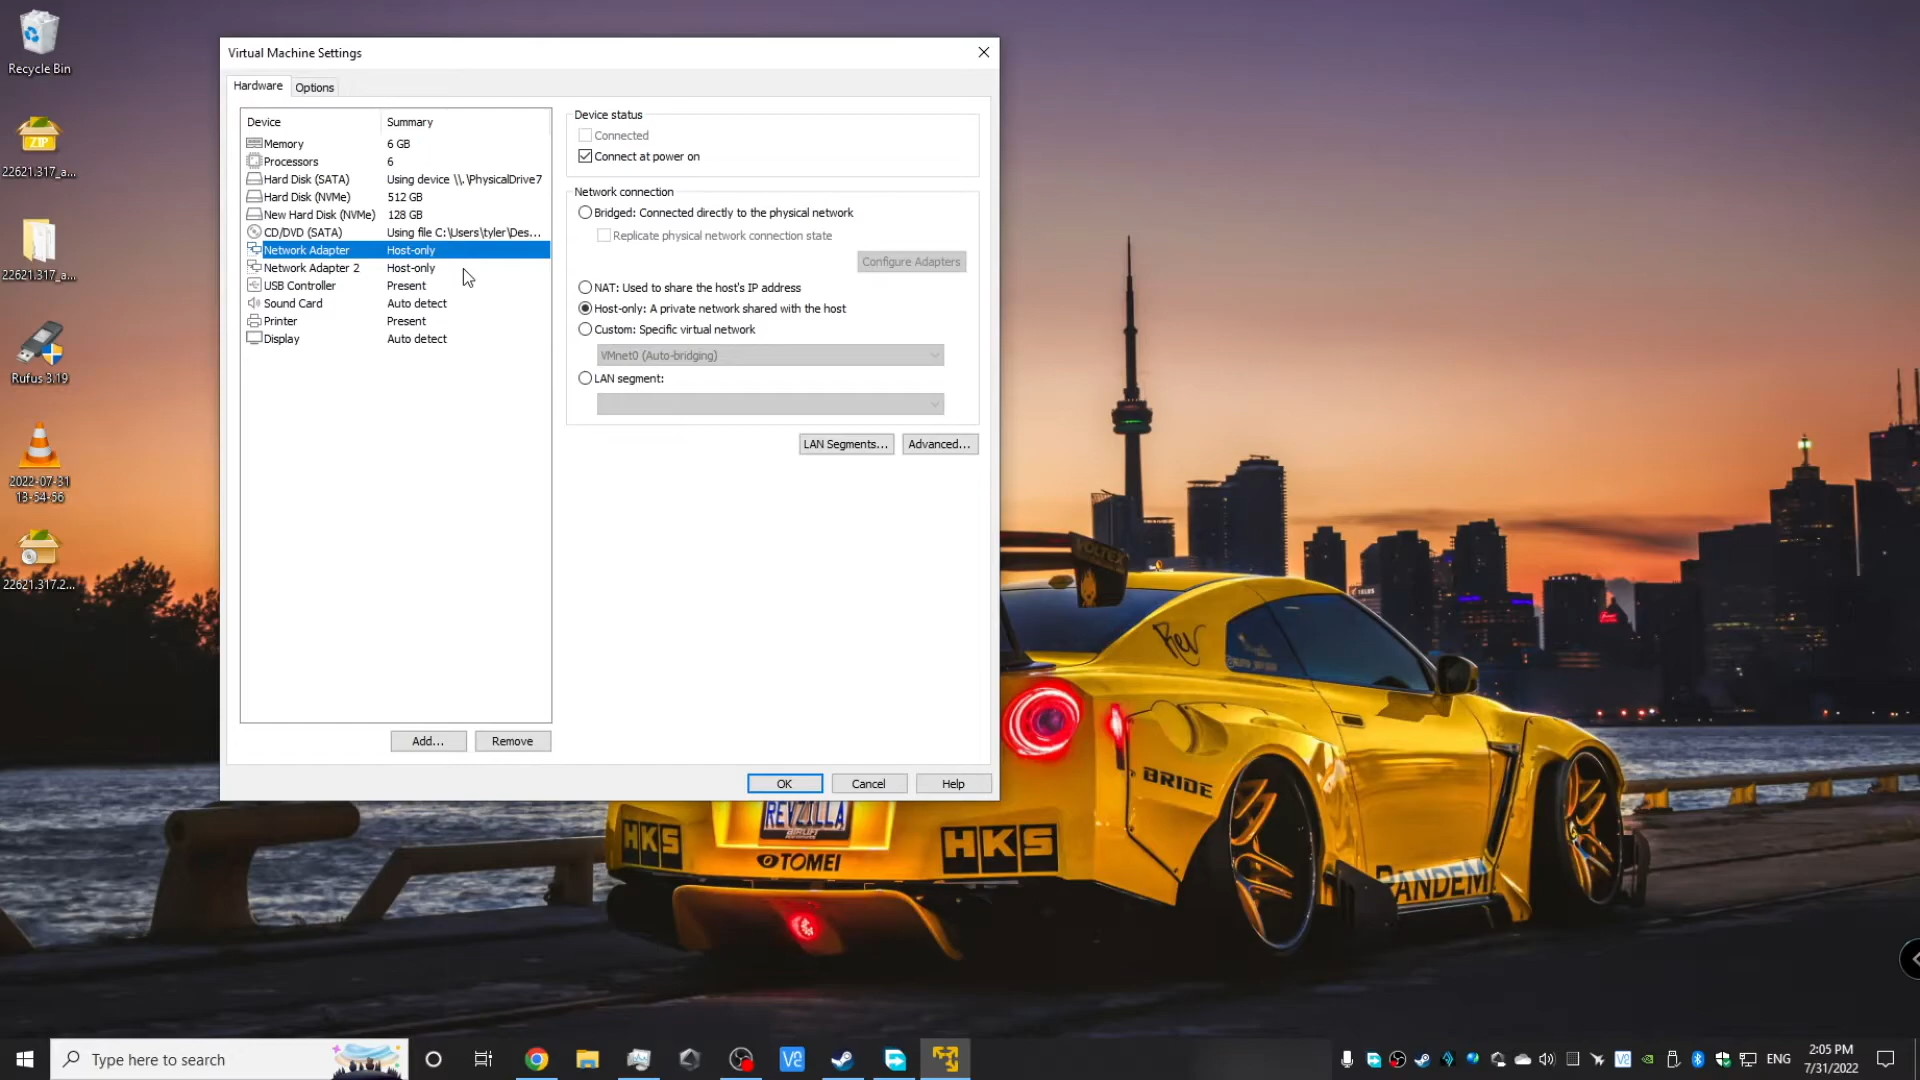 Recycle Bin
ZIP
22621.317_a...
22621.317_a...
Rufus 3.19
2022-07-31
13-54-56
22621.317.2...
Virtual Machine Settings
Hardware
Options
Device
Summary
Memory
6 GB
Processors
6
Hard Disk (SATA)
Using device \\.\PhysicalDrive7
Hard Disk (NVMe)
512 GB
New Hard Disk (NVMe)
128 GB
CD/DVD (SATA)
Using file C:\Users\tyler\Des...
Network Adapter
Host-only
Network Adapter 2
Host-only
USB Controller
Present
Sound Card
Auto detect
Printer
Present
Display
Auto detect
Add...
Remove
Device status
Connected
Connect at power on
Network connection
Bridged: Connected directly to the physical network
Replicate physical network connection state
Configure Adapters
NAT: Used to share the host's IP address
Host-only: A private network shared with the host
Custom: Specific virtual network
VMnet0 (Auto-bridging)
LAN segment:
LAN Segments...
Advanced...
OK
Cancel
Help
VOLTEX
Rev
BRIDE
REVZILLA
HKS
TOMEI
HKS
PANDEM
Type here to search
ENG
2:05 PM
7/31/2022